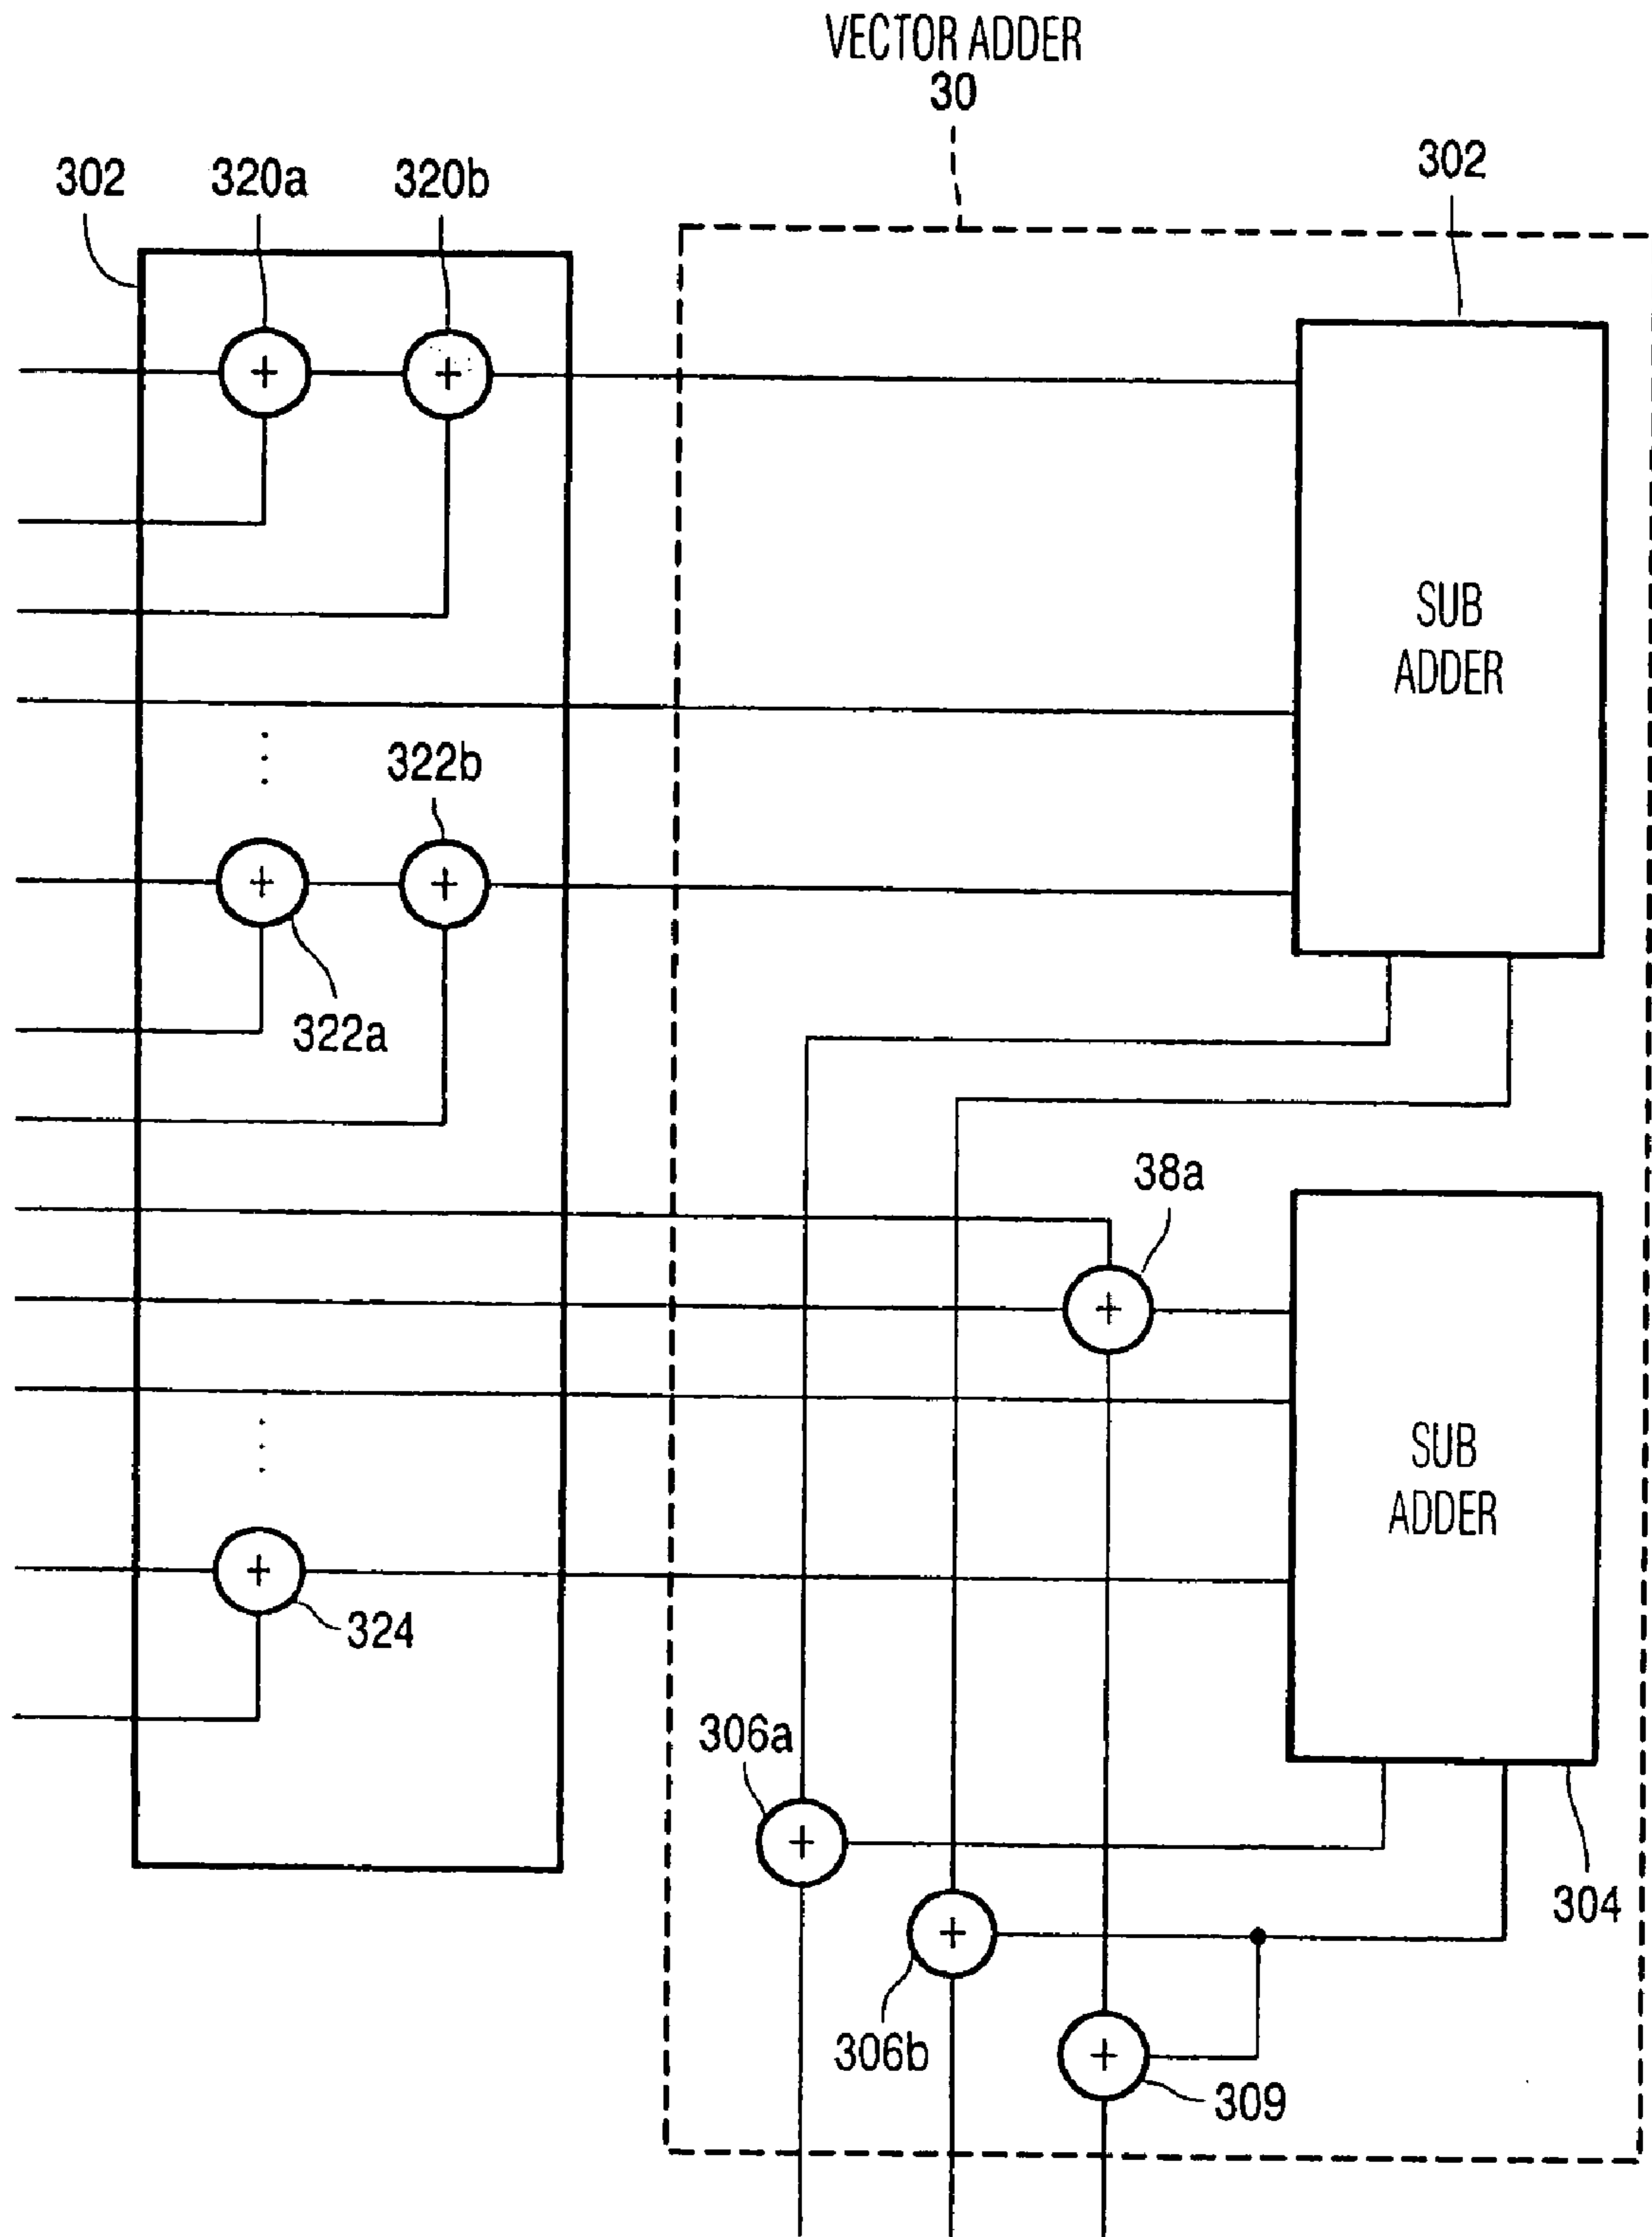 VECTOR ADDER
30
302
320a
320b
302
+
+
SUB
ADDER
322b
+
+
322a
38a
+
SUB
ADDER
+
324
306a
+
304
+
306b
+
309